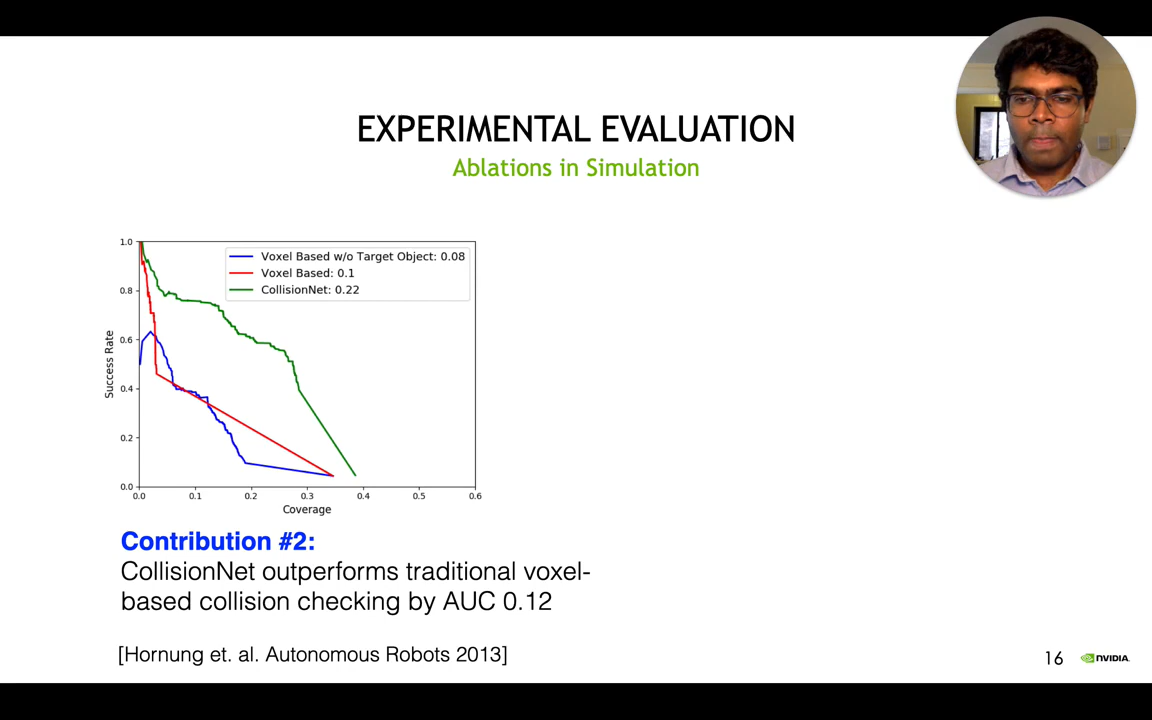 EXPERIMENTAL EVALUATION
Ablations in Simulation
Voxel Based w/o Target Object: 0.08
Voxel Based: 0.1
CollisionNet: 0.22
1.0
0.8
0.6
0.4
0.2
0.0
Success Rate
0.0 0.1 0.2 0.3 0.4 0.5 0.6
Coverage
Contribution #2:
CollisionNet outperforms traditional voxel-
based collision checking by AUC 0.12
[Hornung et. al. Autonomous Robots 2013]
16 NVIDIA